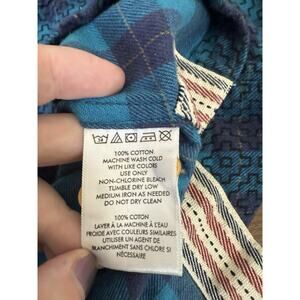 100% COTTON
MACHINE WASH COLD
WITH LIKE COLORS
USE ONLY
NON-CHLORINE BLEACH
TUMBLE DRY LOW
MEDIUM IRON AS NEEDED
DO NOT DRY CLEAN
100% COTON
LAVER À LA MACHINE À L'EAU
FROIDE AVEC COULEURS SIMILAIRES
UTILISER UN AGENT DE
BLANCHIMENT SANS CHLORE SI
NÉCESSAIRE